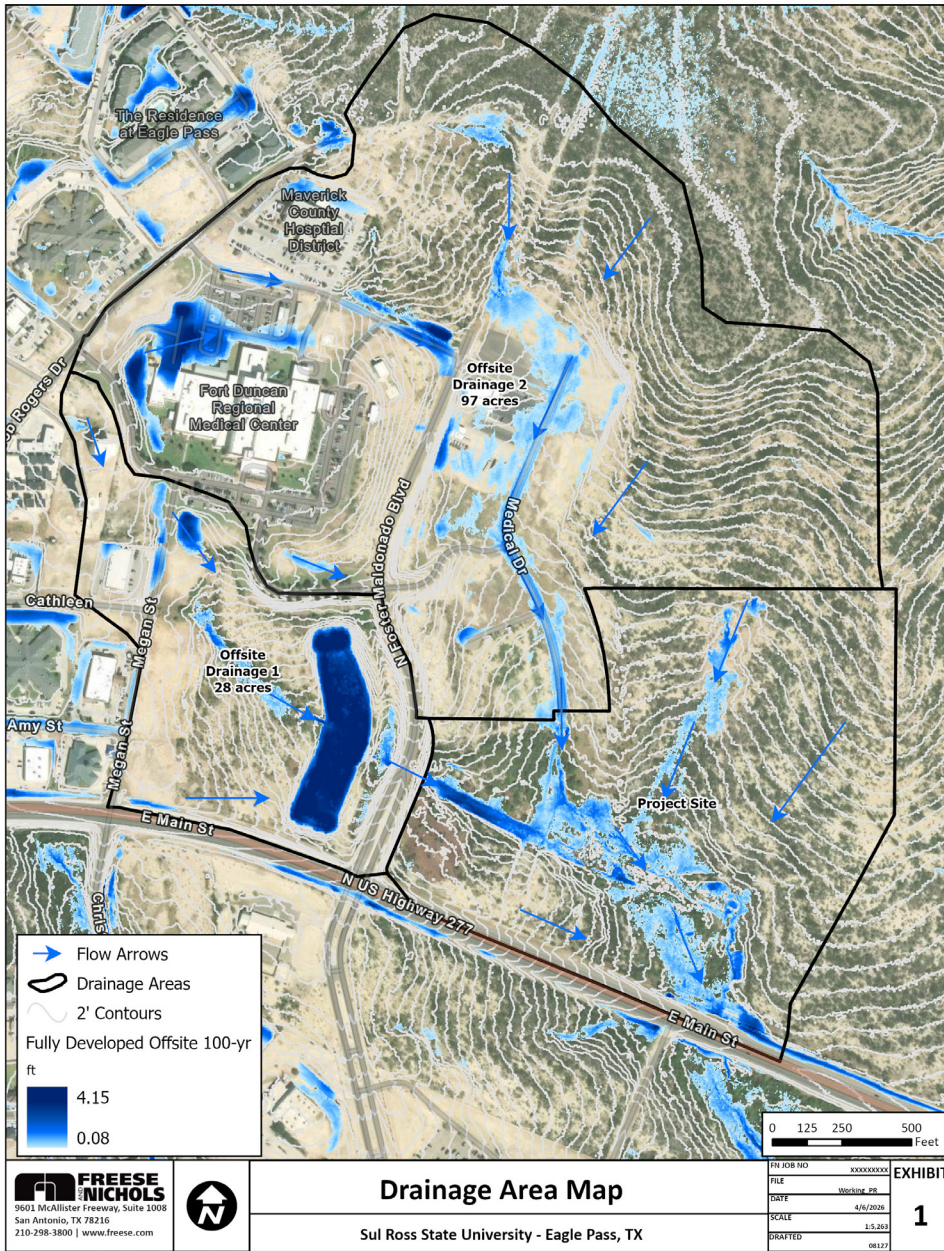 The Residence
at Eagle Pass
Maverick
County
Hosptial
District
Fort Duncan
Regional
Medical Center
Offsite
Drainage 2
97 acres
Rogers Dr
N Foster Maldonado Blvd
Medical Dr
Cathleen
Megan St
Offsite
Drainage 1
28 acres
Amy St
Megan St
Project Site
E Main St
N US Highway 277
Chris
E Main St
Flow Arrows
Drainage Areas
2' Contours
Fully Developed Offsite 100-yr
ft
4.15
0.08
0 125 250 500
Feet
FREESE
AND
NICHOLS
9601 McAllister Freeway, Suite 1008
San Antonio, TX 78216
210-298-3800 | www.freese.com
N
Drainage Area Map
Sul Ross State University - Eagle Pass, TX
FN JOB NO
XXXXXXXXX
FILE
Working_PR
DATE
4/6/2026
SCALE
1:5,263
DRAFTED
08127
EXHIBIT
1